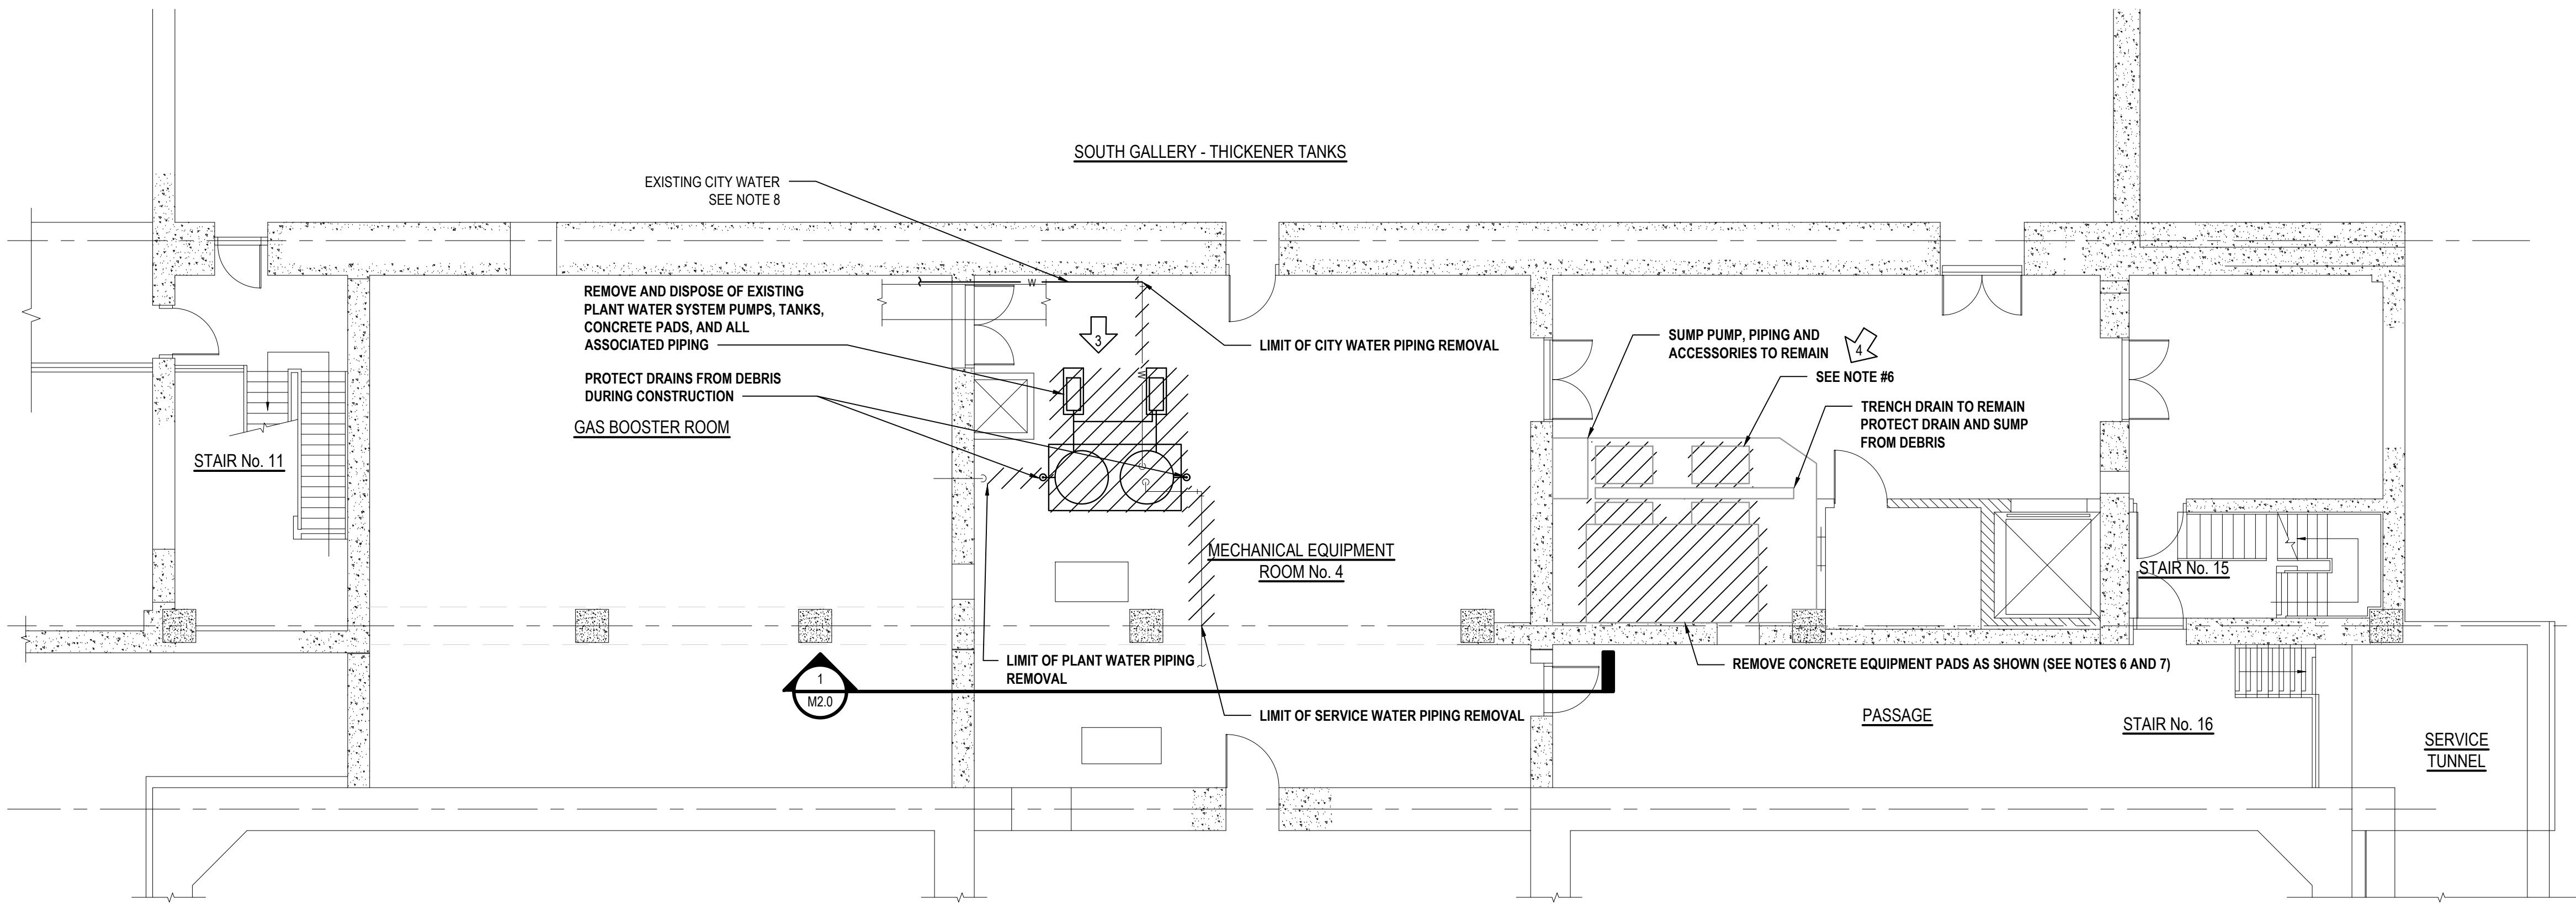 SOUTH GALLERY - THICKENER TANKS
EXISTING CITY WATER
SEE NOTE 8
REMOVE AND DISPOSE OF EXISTING
PLANT WATER SYSTEM PUMPS, TANKS,
CONCRETE PADS, AND ALL
ASSOCIATED PIPING
PROTECT DRAINS FROM DEBRIS
DURING CONSTRUCTION
GAS BOOSTER ROOM
STAIR No. 11
W
3
W
LIMIT OF CITY WATER PIPING REMOVAL
SUMP PUMP, PIPING AND
ACCESSORIES TO REMAIN
4
SEE NOTE #6
TRENCH DRAIN TO REMAIN
PROTECT DRAIN AND SUMP
FROM DEBRIS
MECHANICAL EQUIPMENT
ROOM No. 4
STAIR No. 15
LIMIT OF PLANT WATER PIPING
REMOVAL
REMOVE CONCRETE EQUIPMENT PADS AS SHOWN (SEE NOTES 6 AND 7)
1
M2.0
LIMIT OF SERVICE WATER PIPING REMOVAL
PASSAGE
STAIR No. 16
SERVICE
TUNNEL